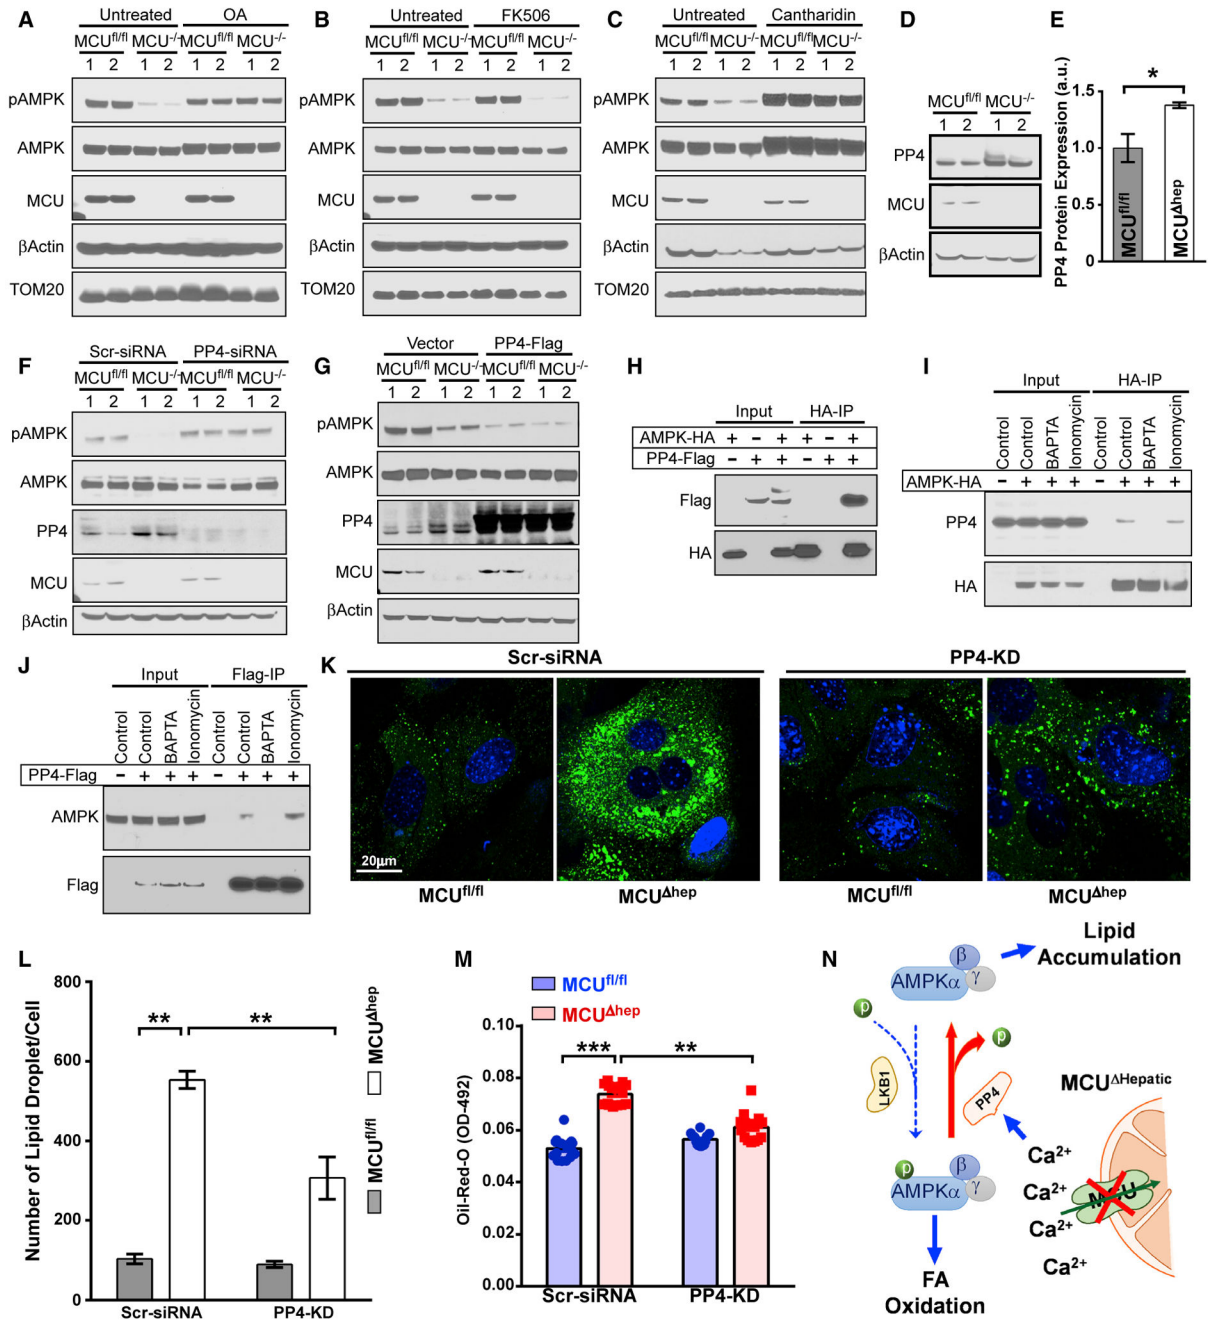 A
Untreated OA
MCUfl/fl MCU-/- MCUfl/fl MCU-/-
1 2 1 2 1 2 1 2
pAMPK
AMPK
MCU
βActin
TOM20
B
Untreated FK506
MCUfl/fl MCU-/- MCUfl/fl MCU-/-
1 2 1 2 1 2 1 2
pAMPK
AMPK
MCU
βActin
TOM20
C
Untreated Cantharidin
MCUfl/fl MCU-/- MCUfl/fl MCU-/-
1 2 1 2 1 2 1 2
pAMPK
AMPK
MCU
βActin
TOM20
D
MCUfl/fl MCU-/-
1 2 1 2
PP4
MCU
βActin
E
PP4 Protein Expression (a.u.)
1.5
1.0
0.5
0
*
MCUfl/fl
MCUΔhep
F
Scr-siRNA PP4-siRNA
MCUfl/fl MCU-/- MCUfl/fl MCU-/-
1 2 1 2 1 2 1 2
pAMPK
AMPK
PP4
MCU
βActin
G
Vector PP4-Flag
MCUfl/fl MCU-/- MCUfl/fl MCU-/-
1 2 1 2 1 2 1 2
pAMPK
AMPK
PP4
MCU
βActin
H
Input HA-IP
AMPK-HA + - + + - +
PP4-Flag - + + - + +
Flag
HA
I
Input HA-IP
Control Control BAPTA Ionomycin Control Control BAPTA Ionomycin
AMPK-HA - + + + - + + +
PP4
HA
J
Input Flag-IP
Control Control BAPTA Ionomycin Control Control BAPTA Ionomycin
PP4-Flag - + + + - + + +
AMPK
Flag
K
Scr-siRNA PP4-KD
20μm
MCUfl/fl MCUΔhep MCUfl/fl MCUΔhep
L
Number of Lipid Droplet/Cell
800
600
400
200
0
** **
Scr-siRNA PP4-KD
MCUΔhep
MCUfl/fl
M
MCUfl/fl
MCUΔhep
Oil-Red-O (OD-492)
0.10
0.08
0.06
0.04
0.02
0.00
*** **
Scr-siRNA PP4-KD
N
Lipid
Accumulation
AMPKα β γ
p
p
LKB1
PP4
MCUΔHepatic
p
AMPKα β γ
Ca2+
Ca2+
Ca2+
Ca2+
MCU
FA
Oxidation